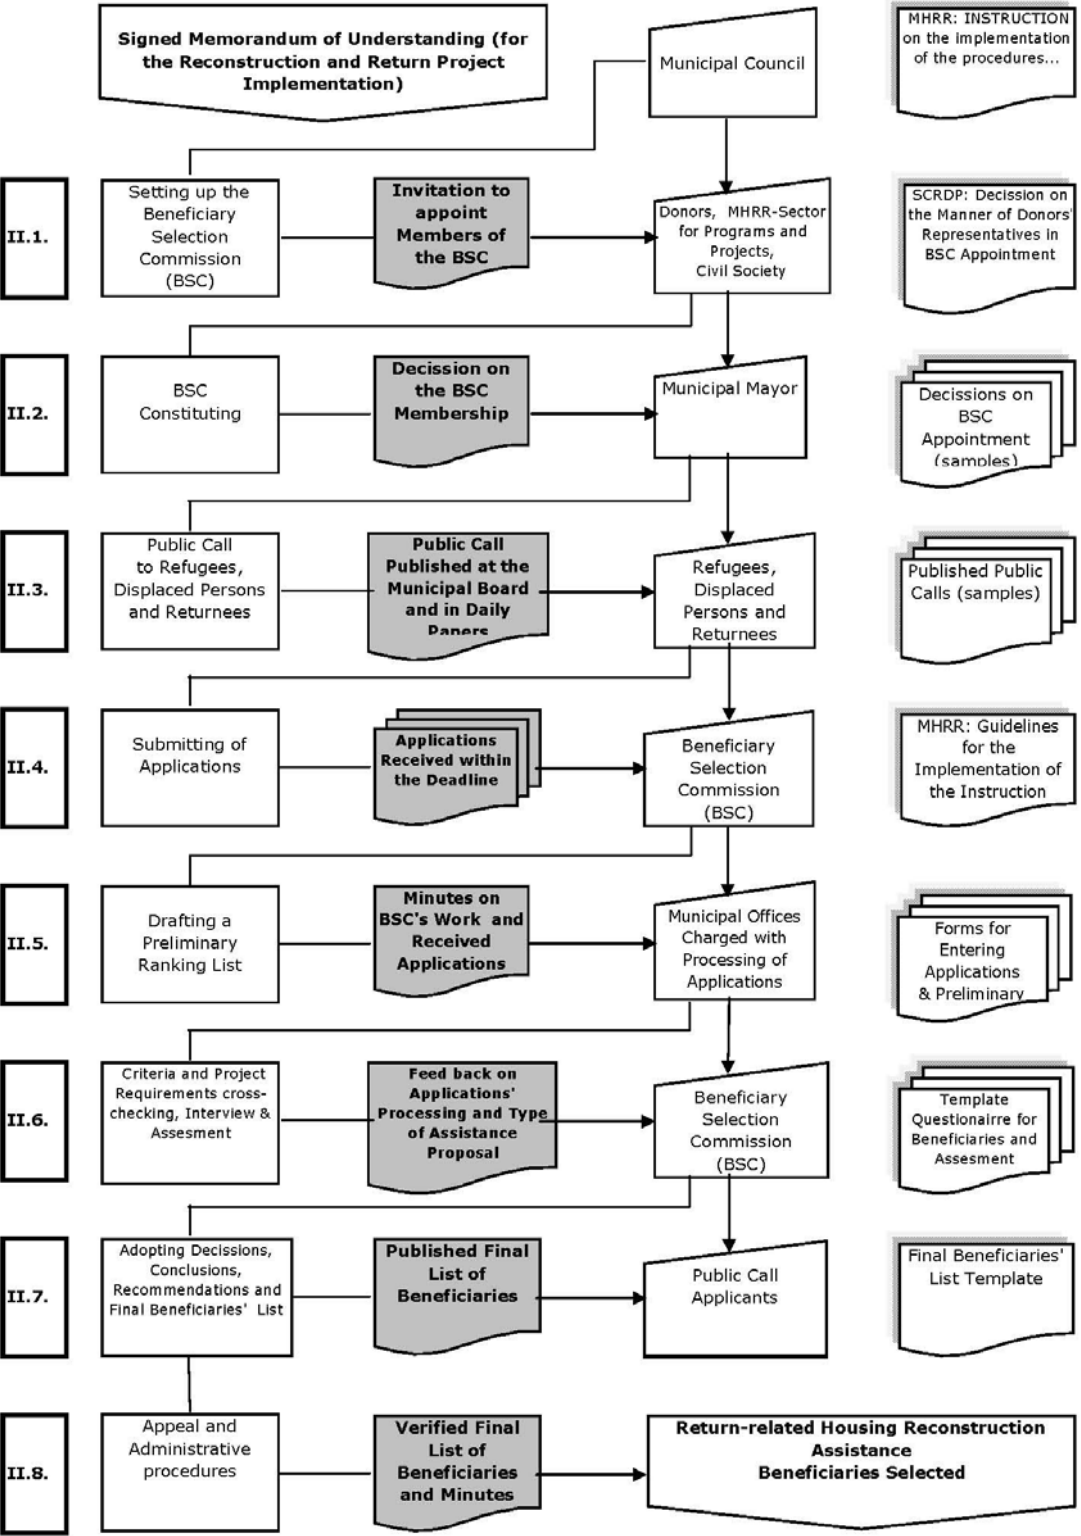 Signed Memorandum of Understanding (for
the Reconstruction and Return Project
Implementation)
Municipal Council
MHRR: INSTRUCTION
on the implementation
of the procedures...
II.1.
Setting up the
Beneficiary
Selection
Commission
(BSC)
Invitation to
appoint
Members of
the BSC
Donors, MHRR-Sector
for Programs and
Projects,
Civil Society
SCRDP: Decission on
the Manner of Donors'
Representatives in
BSC Appointment
II.2.
BSC
Constituting
Decission on
the BSC
Membership
Municipal Mayor
Decissions on
BSC
Appointment
(samples)
II.3.
Public Call
to Refugees,
Displaced Persons
and Returnees
Public Call
Published at the
Municipal Board
and in Daily
Papers
Refugees,
Displaced
Persons and
Returnees
Published Public
Calls (samples)
II.4.
Submitting of
Applications
Applications
Received within
the Deadline
Beneficiary
Selection
Commission
(BSC)
MHRR: Guidelines
for the
Implementation of
the Instruction
II.5.
Drafting a
Preliminary
Ranking List
Minutes on
BSC's Work and
Received
Applications
Municipal Offices
Charged with
Processing of
Applications
Forms for
Entering
Applications
& Preliminary
II.6.
Criteria and Project
Requirements cross-
checking, Interview &
Assesment
Feed back on
Applications'
Processing and Type
of Assistance
Proposal
Beneficiary
Selection
Commission
(BSC)
Template
Questionairre for
Beneficiaries and
Assesment
II.7.
Adopting Decissions,
Conclusions,
Recommendations and
Final Beneficiaries' List
Published Final
List of
Beneficiaries
Public Call
Applicants
Final Beneficiaries'
List Template
II.8.
Appeal and
Administrative
procedures
Verified Final
List of
Beneficiaries
and Minutes
Return-related Housing Reconstruction
Assistance
Beneficiaries Selected